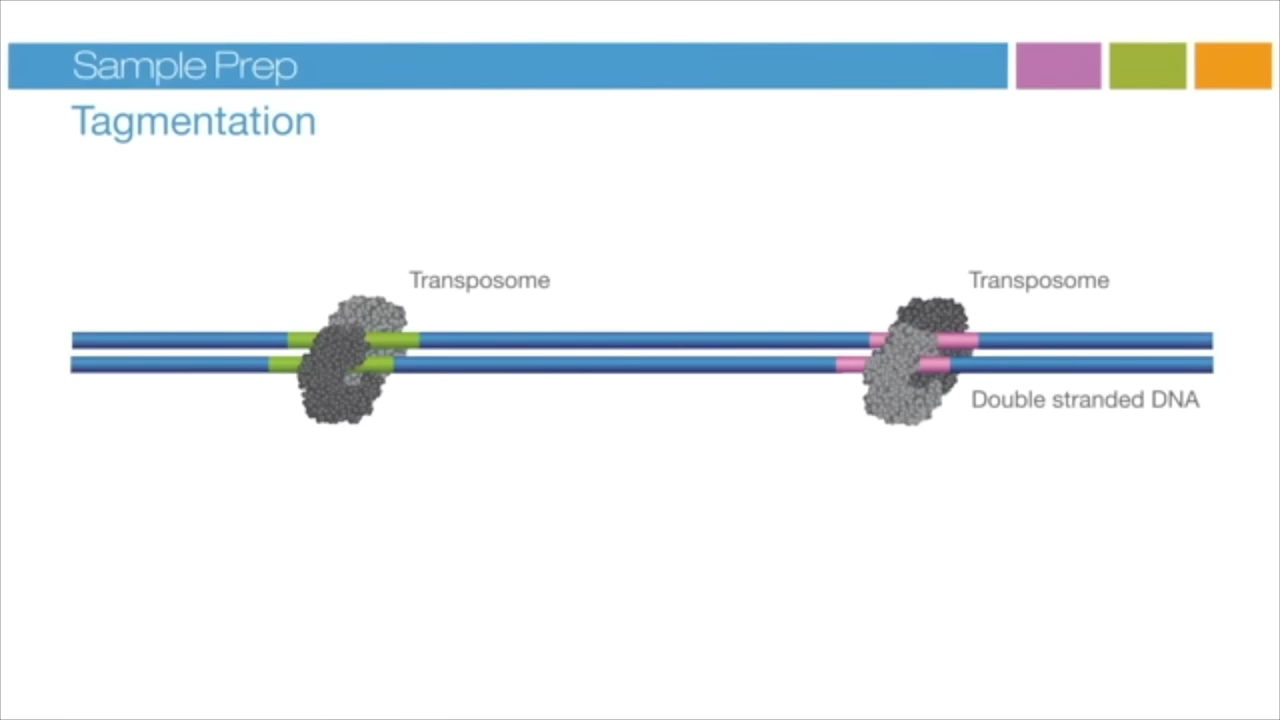 Sample Prep
Tagmentation
Transposome
Transposome
Double stranded DNA